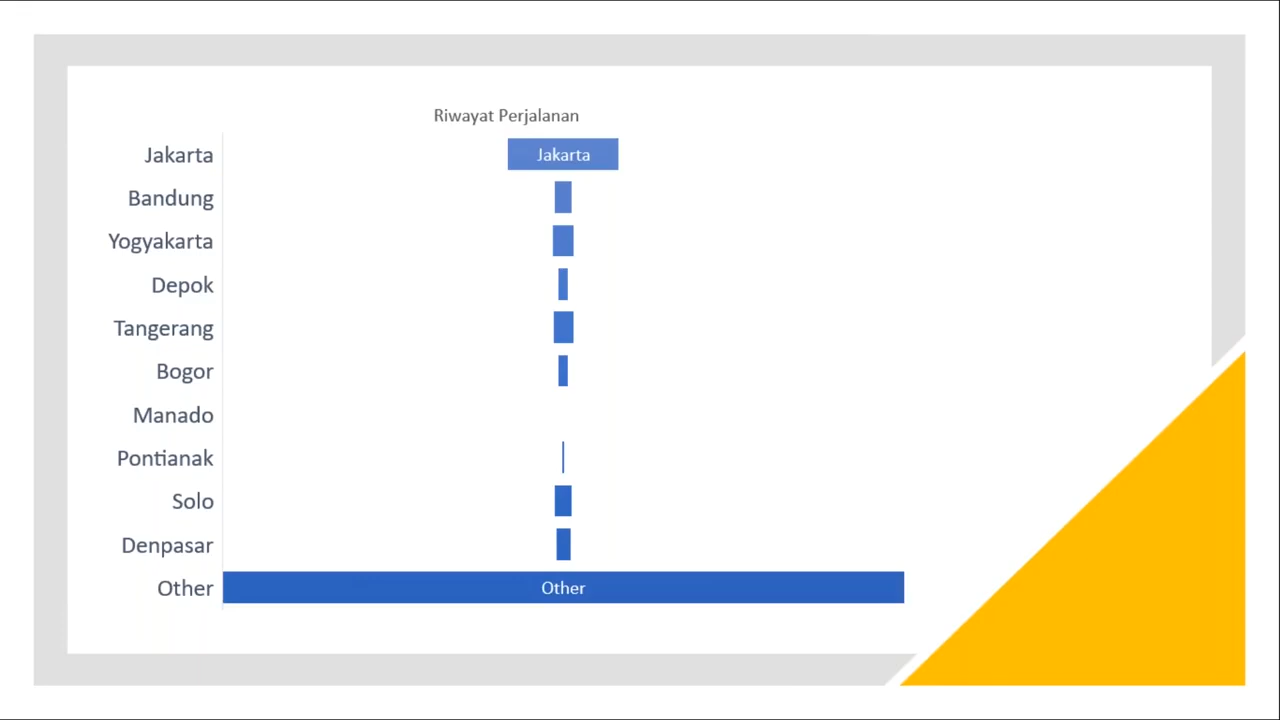 Riwayat Perjalanan
Jakarta
Jakarta
Bandung
Yogyakarta
Depok
Tangerang
Bogor
Manado
Pontianak
Solo
Denpasar
Other
Other